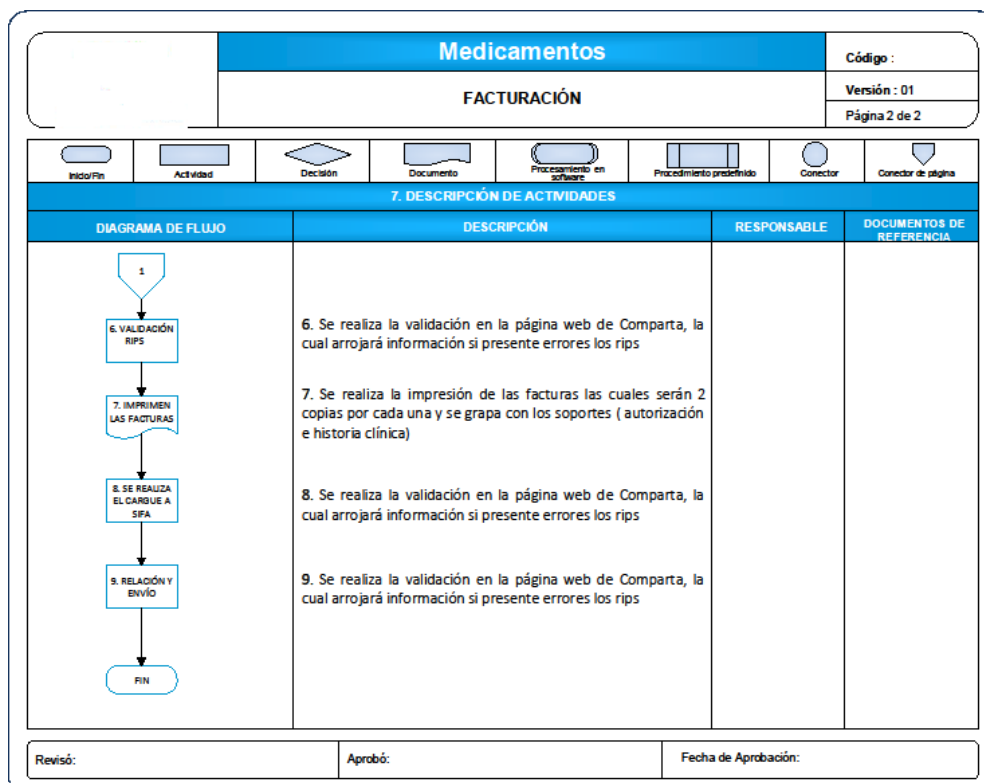 Medicamentos
Código :
FACTURACIÓN
Versión : 01
Página 2 de 2
Inicio/Fin
Actividad
Decisión
Documento
Procesamiento en
software
Procedimiento predefinido
Conector
Conector de página
7. DESCRIPCIÓN DE ACTIVIDADES
DIAGRAMA DE FLUJO
DESCRIPCIÓN
RESPONSABLE
DOCUMENTOS DE
REFERENCIA
1
6. VALIDACIÓN
RIPS
6. Se realiza la validación en la página web de Comparta, la
cual arrojará información si presente errores los rips
7. IMPRIMEN
LAS FACTURAS
7. Se realiza la impresión de las facturas las cuales serán 2
copias por cada una y se grapa con los soportes ( autorización
e historia clínica)
8. SE REALIZA
EL CARGUE A
SIFA
8. Se realiza la validación en la página web de Comparta, la
cual arrojará información si presente errores los rips
9. RELACIÓN Y
ENVÍO
9. Se realiza la validación en la página web de Comparta, la
cual arrojará información si presente errores los rips
FIN
Revisó:
Aprobó:
Fecha de Aprobación: